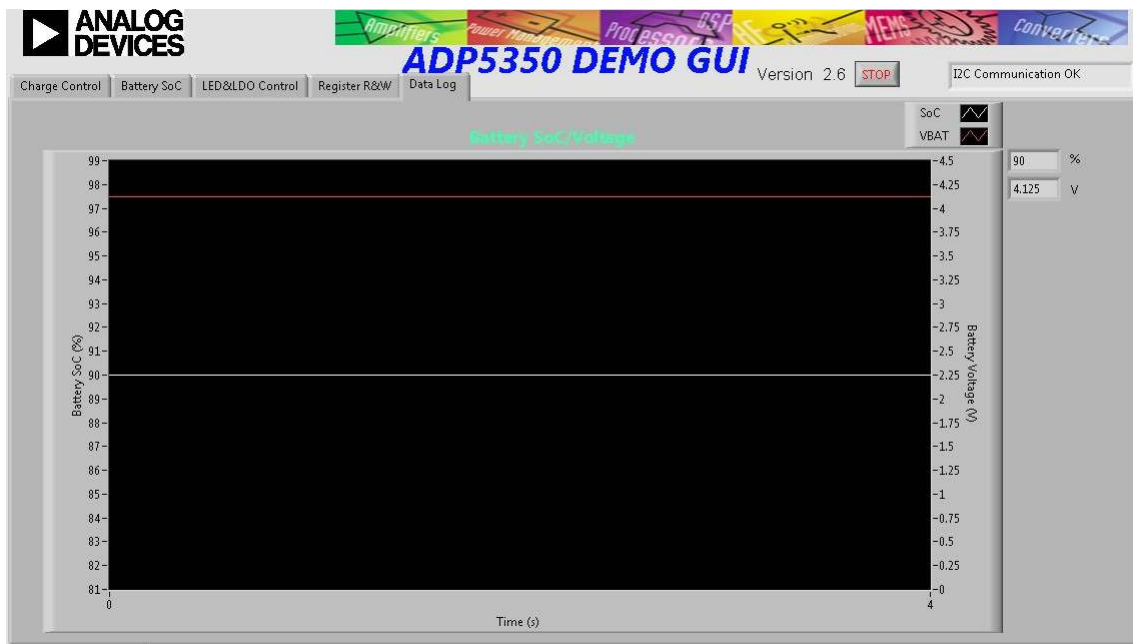 ANALOG
DEVICES
Amplifiers
Power Management
Processors
DSP
RF
MEMS
Converters
ADP5350 DEMO GUI
Version 2.6
STOP
I2C Communication OK
Charge Control
Battery SoC
LED&LDO Control
Register R&W
Data Log
SoC
VBAT
Battery SoC/Voltage
90 %
4.125 V
99
98
97
96
95
94
93
92
91
90
89
88
87
86
85
84
83
82
81
Battery SoC (%)
4.5
4.25
4
3.75
3.5
3.25
3
2.75
2.5
2.25
2
1.75
1.5
1.25
1
0.75
0.5
0.25
0
Battery Voltage (V)
0
4
Time (s)